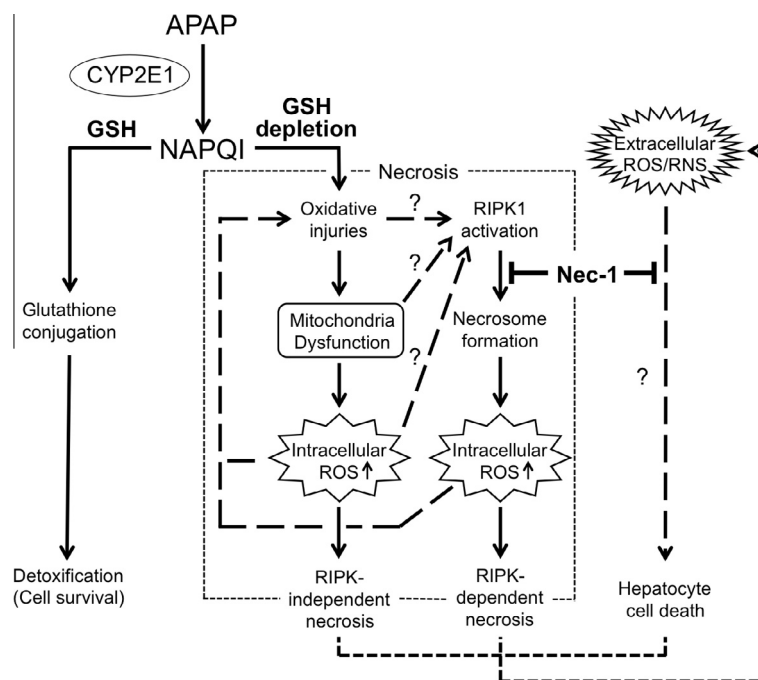 APAP
CYP2E1
GSH
GSH
depletion
NAPQI
Extracellular
ROS/RNS
Necrosis
Oxidative
injuries
?
RIPK1
activation
?
Nec-1
Glutathione
conjugation
Mitochondria
Dysfunction
Necrosome
formation
?
?
Intracellular
ROS↑
Intracellular
ROS↑
Detoxification
(Cell survival)
RIPK-
independent
necrosis
RIPK-
dependent
necrosis
Hepatocyte
cell death